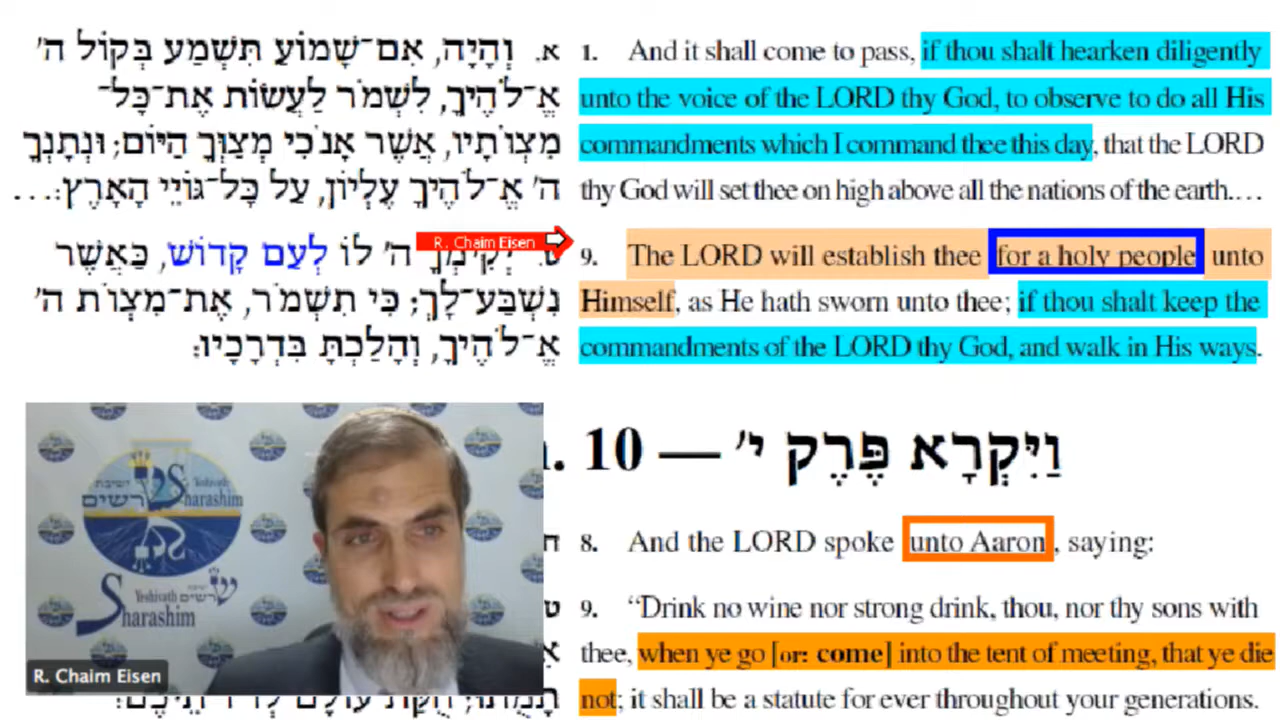 א. וְהָיָה, אִם־שָׁמוֹעַ תִּשְׁמַע בְּקוֹל ה'
אֱ־לֹהֶיךָ, לִשְׁמֹר לַעֲשׂוֹת אֶת־כָּל־
מִצְוֹתָיו, אֲשֶׁר אָנֹכִי מְצַוְּךָ הַיּוֹם; וּנְתָנְךָ
ה' אֱ־לֹהֶיךָ עֶלְיוֹן, עַל כָּל־גּוֹיֵי הָאָרֶץ:...
1. And it shall come to pass, if thou shalt hearken diligently
unto the voice of the LORD thy God, to observe to do all His
commandments which I command thee this day, that the LORD
thy God will set thee on high above all the nations of the earth....
ה' לוֹ לְעַם קָדוֹשׁ, כַּאֲשֶׁר
נִשְׁבַּע־לָךְ; כִּי תִשְׁמֹר, אֶת־מִצְוֹת ה'
אֱ־לֹהֶיךָ, וְהָלַכְתָּ בִּדְרָכָיו:
R. Chaim Eisen
9. The LORD will establish thee for a holy people unto
Himself, as He hath sworn unto thee; if thou shalt keep the
commandments of the LORD thy God, and walk in His ways.
. 10 — וַיִּקְרָא פֶּרֶק י'
8. And the LORD spoke unto Aaron, saying:
9. “Drink no wine nor strong drink, thou, nor thy sons with
thee, when ye go [or: come] into the tent of meeting, that ye die
not; it shall be a statute for ever throughout your generations.
ישיבת
שרשים
Sharashim
Yeshivath
Sharashim
R. Chaim Eisen